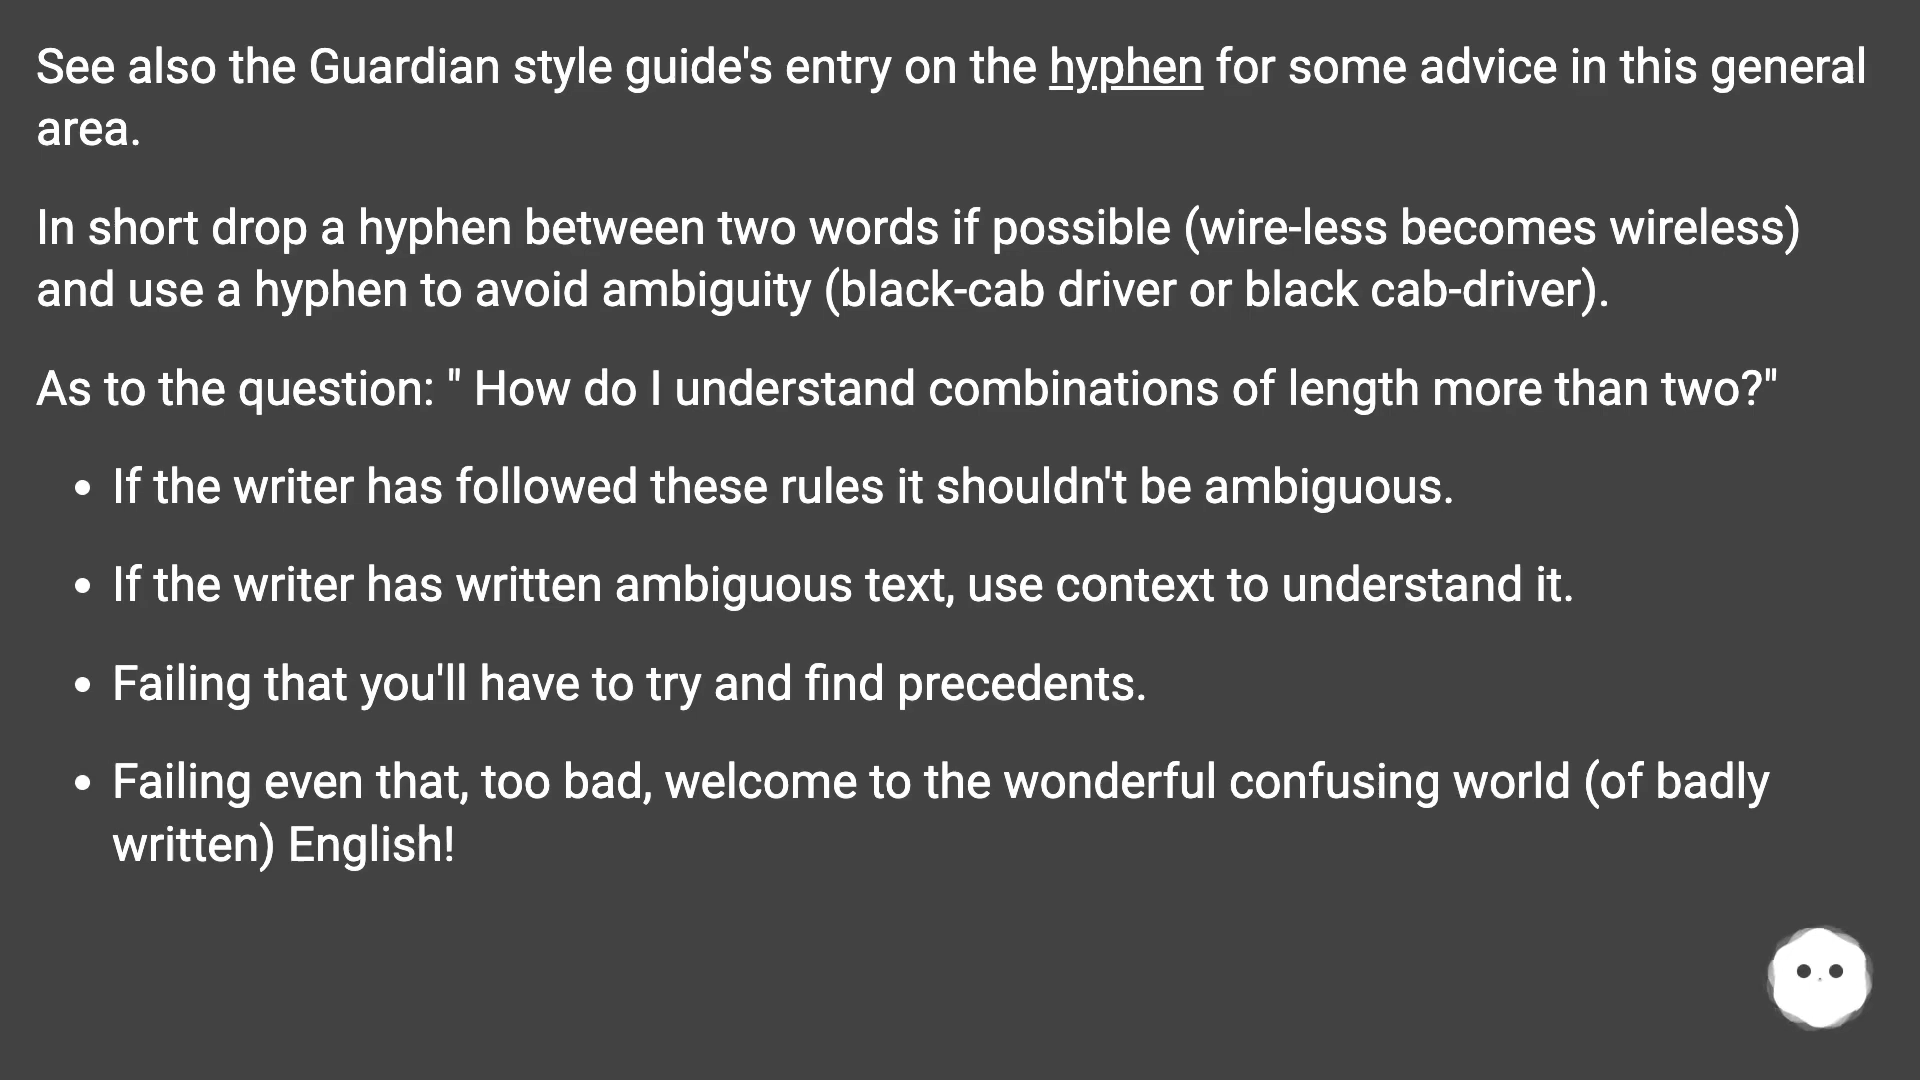 See also the Guardian style guide's entry on the hyphen for some advice in this general
area.
In short drop a hyphen between two words if possible (wire-less becomes wireless)
and use a hyphen to avoid ambiguity (black-cab driver or black cab-driver).
As to the question: " How do I understand combinations of length more than two?"
• If the writer has followed these rules it shouldn't be ambiguous.
• If the writer has written ambiguous text, use context to understand it.
• Failing that you'll have to try and find precedents.
• Failing even that, too bad, welcome to the wonderful confusing world (of badly
written) English!